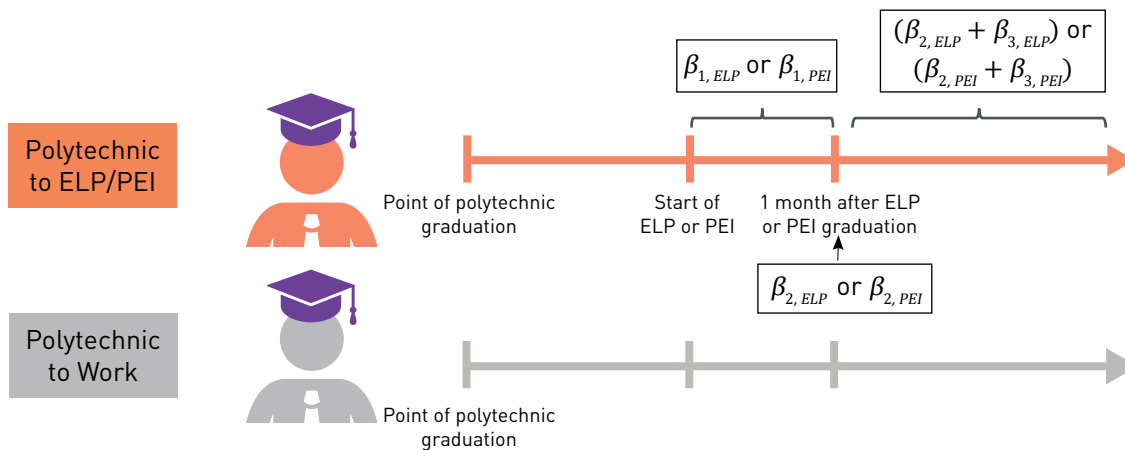 (β2, ELP + β3, ELP) or
(β2, PEI + β3, PEI)
β1, ELP or β1, PEI
Polytechnic
to ELP/PEI
Point of polytechnic
graduation
Start of
ELP or PEI
1 month after ELP
or PEI graduation
β2, ELP or β2, PEI
Polytechnic
to Work
Point of polytechnic
graduation